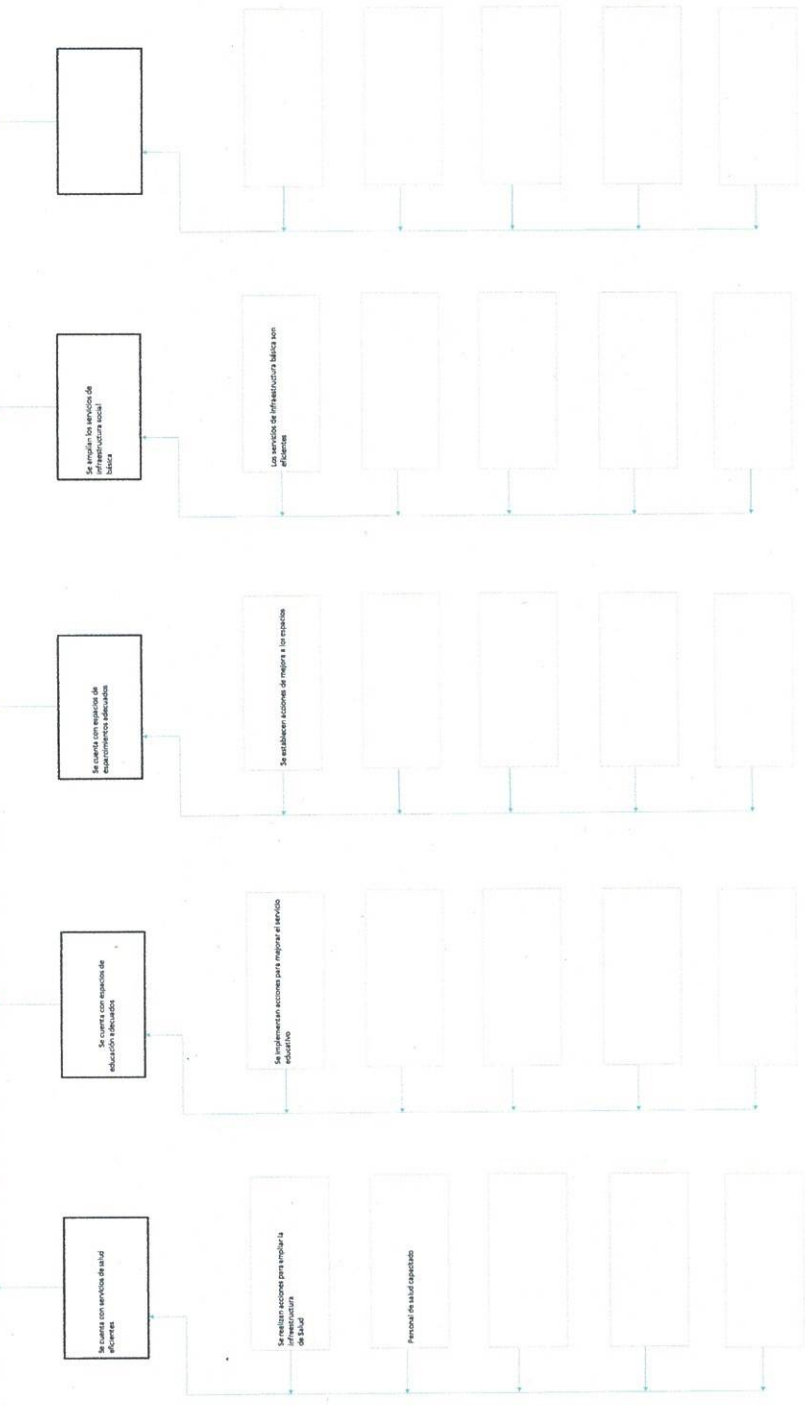 Se cuenta con servicios de salud
eficientes
Se realizan acciones para ampliar la
infraestructura
de Salud
Personal de salud capacitado
Se cuenta con espacios de
educación adecuados
Se implementan acciones para mejorar el servicio
educativo
Se cuenta con espacios de
esparcimientos adecuados
Se establecen acciones de mejora a los espacios
Se amplian los servicios de
infraestructura social
básica
Los servicios de infraestructura básica son
eficientes